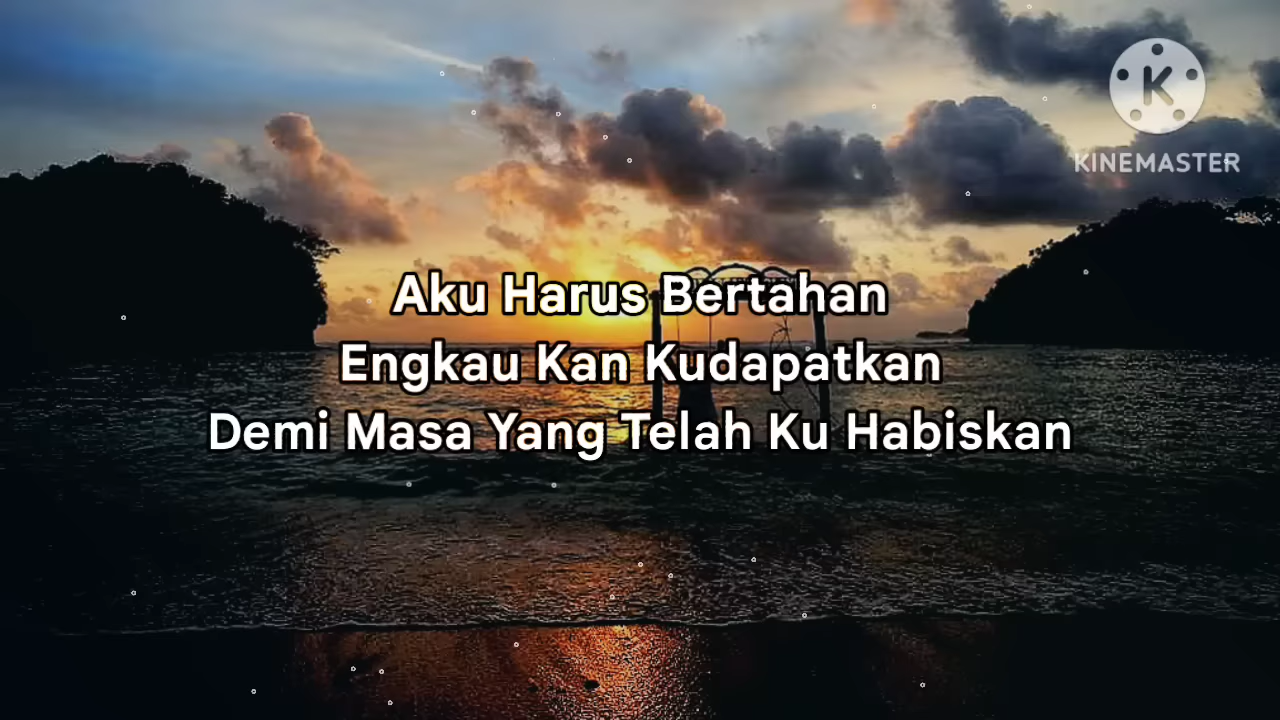 KINEMASTER
Aku Harus Bertahan
Engkau Kan Kudapatkan
Demi Masa Yang Telah Ku Habiskan